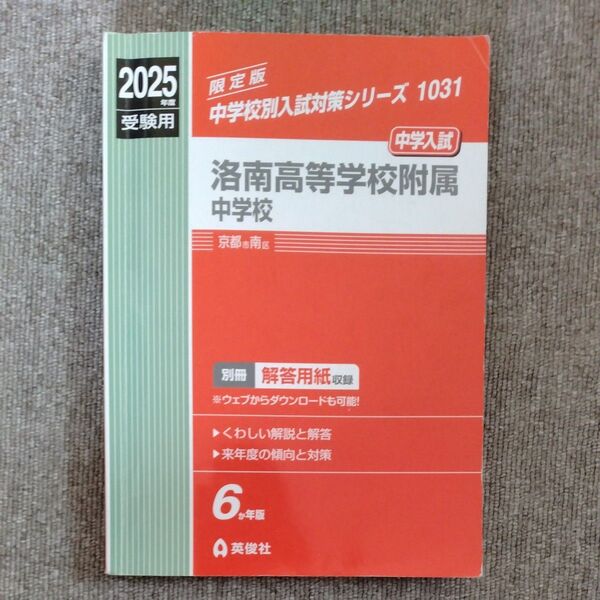 2025
年度
受験用
限定版
中学校別入試対策シリーズ 1031
中学入試
洛南高等学校附属
中学校
京都市南区
別冊 解答用紙収録
※ウェブからダウンロードも可能!
▶くわしい解説と解答
▶来年度の傾向と対策
6か年版
英俊社